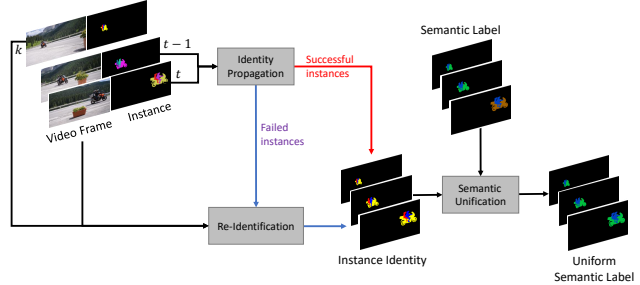 k
t − 1
t
Video Frame
Instance
Identity
Propagation
Successful
instances
Failed
instances
Semantic Label
Re-Identification
Instance Identity
Semantic
Unification
Uniform
Semantic Label